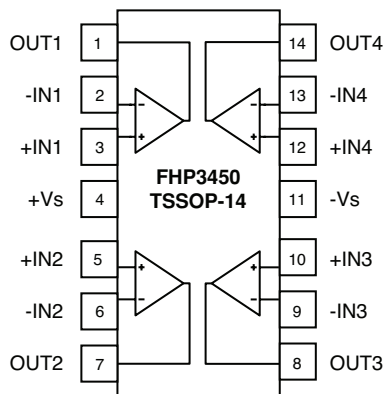 OUT1 1 14 OUT4
-IN1 2 - - 13 -IN4
+IN1 3 + + 12 +IN4
FHP3450
TSSOP-14
+Vs 4 11 -Vs
+IN2 5 + + 10 +IN3
-IN2 6 - - 9 -IN3
OUT2 7 8 OUT3